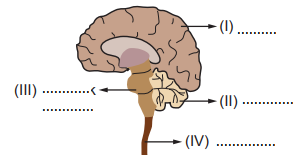 (I) ..........
(III) ............
.............
(II) .............
(IV) ...............